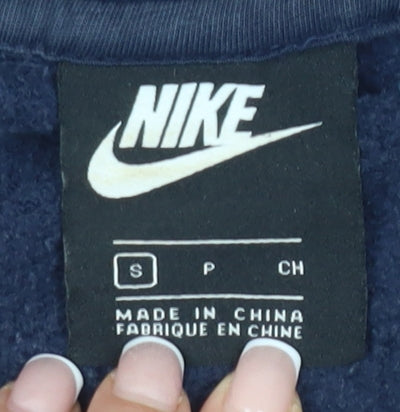 NIKE
S P CH
MADE IN CHINA
FABRIQUE EN CHINE